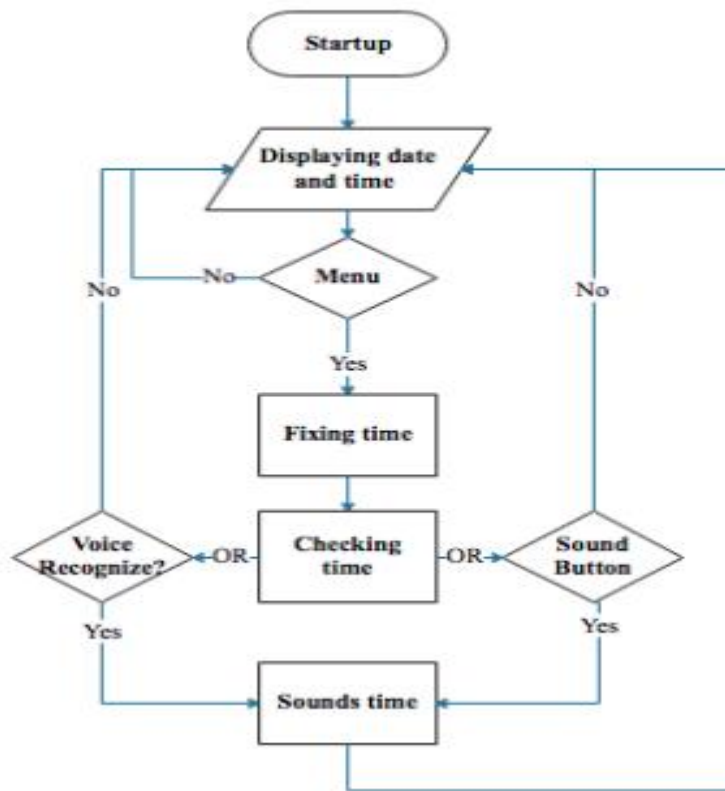 Startup
Displaying date
and time
No
Menu
No
No
Yes
Fixing time
Voice
Recognize?
OR
Checking
time
OR
Sound
Button
Yes
Yes
Sounds time